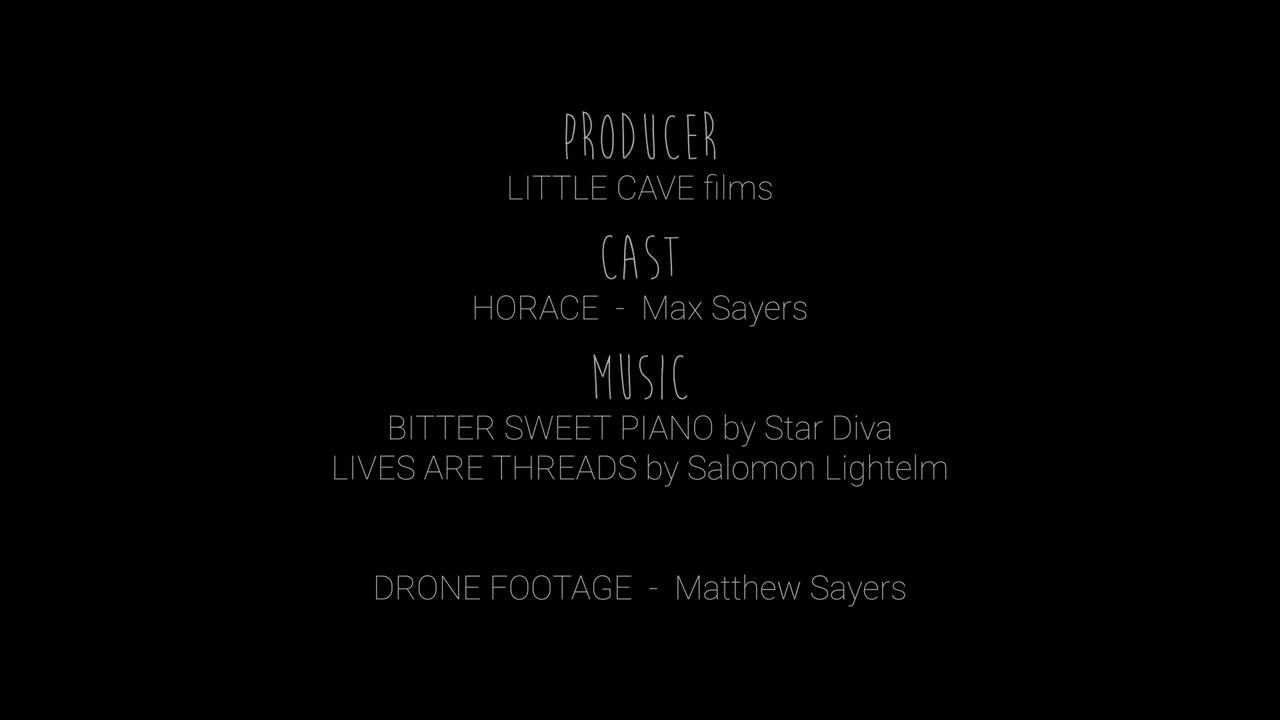 PRODUCER
LITTLE CAVE films
CAST
HORACE - Max Sayers
MUSIC
BITTER SWEET PIANO by Star Diva
LIVES ARE THREADS by Salomon Lightelm
DRONE FOOTAGE - Matthew Sayers